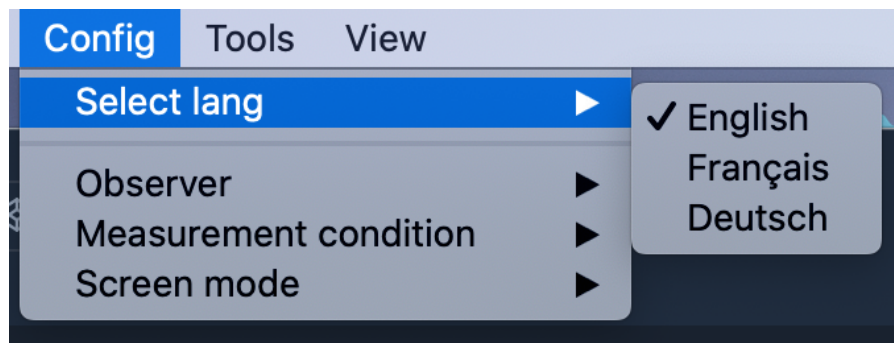 Config Tools View
Select lang
English
Français
Deutsch
Observer
Measurement condition
Screen mode